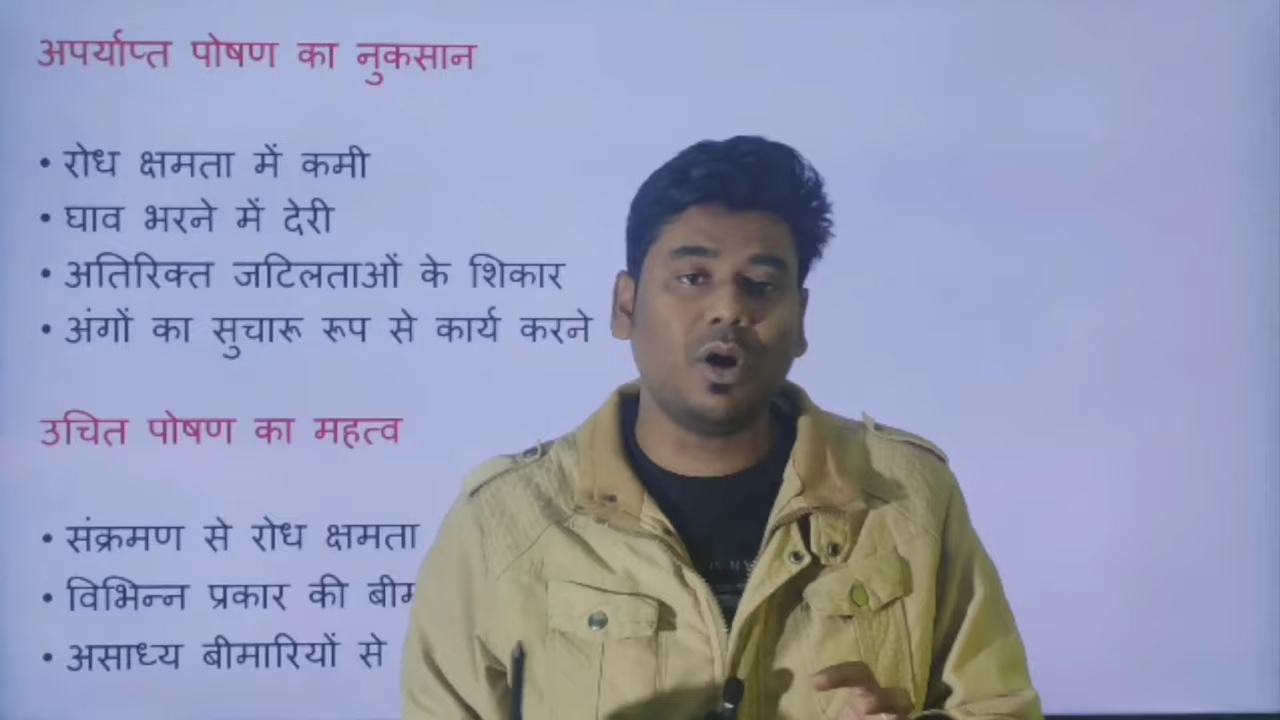 अपर्याप्त पोषण का नुकसान
• रोध क्षमता में कमी
• घाव भरने में देरी
• अतिरिक्त जटिलताओं के शिकार
• अंगों का सुचारू रूप से कार्य करने
उचित पोषण का महत्व
• संक्रमण से रोध क्षमता
• विभिन्न प्रकार की
• असाध्य बीमारियों से